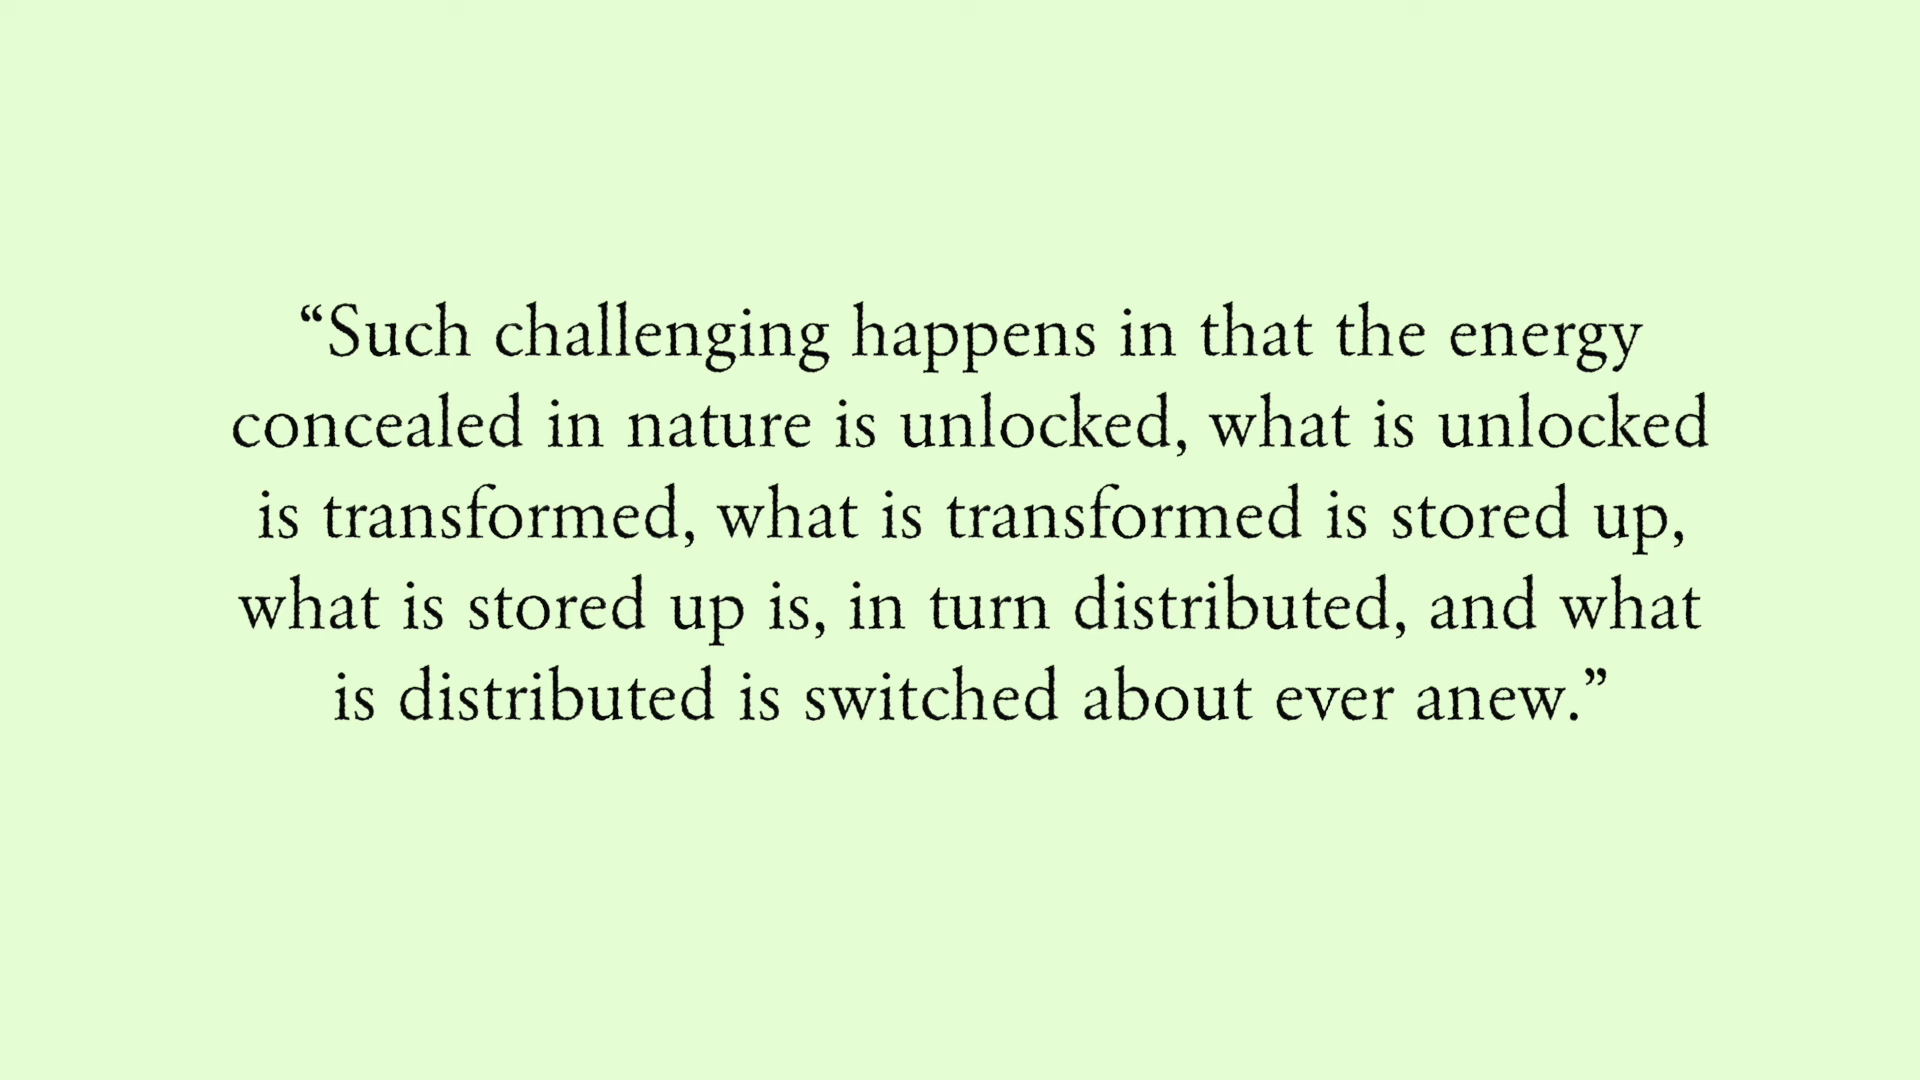 “Such challenging happens in that the energy
concealed in nature is unlocked, what is unlocked
is transformed, what is transformed is stored up,
what is stored up is, in turn distributed, and what
is distributed is switched about ever anew.”